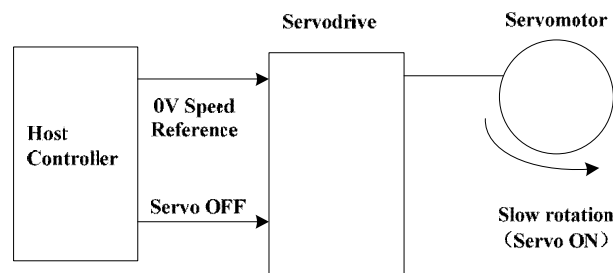 Servodrive
Servomotor
0V Speed
Reference
Host
Controller
Servo OFF
Slow rotation
（Servo ON）